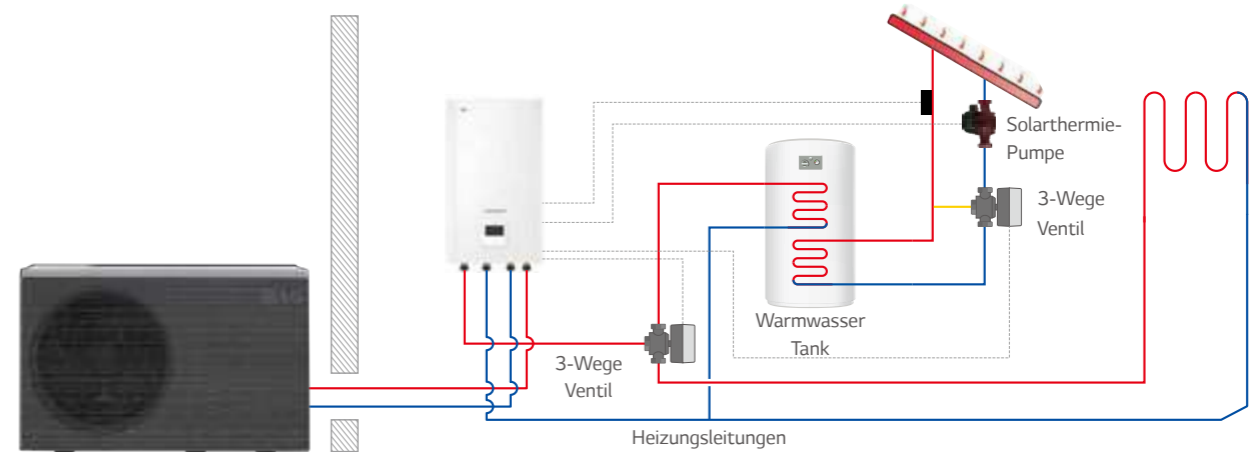 Solarthermie-
Pumpe
3-Wege
Ventil
Warmwasser
Tank
3-Wege
Ventil
Heizungsleitungen